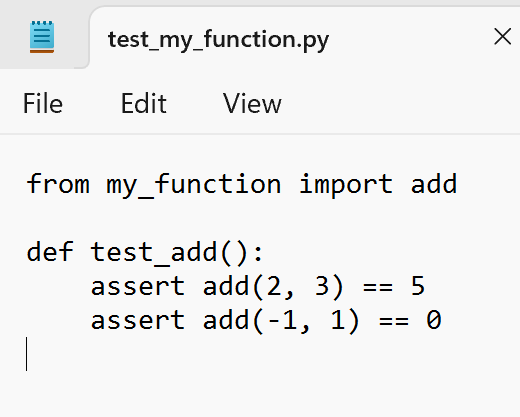 test_my_function.py
File Edit View
from my_function import add
def test_add():
    assert add(2, 3) == 5
    assert add(-1, 1) == 0